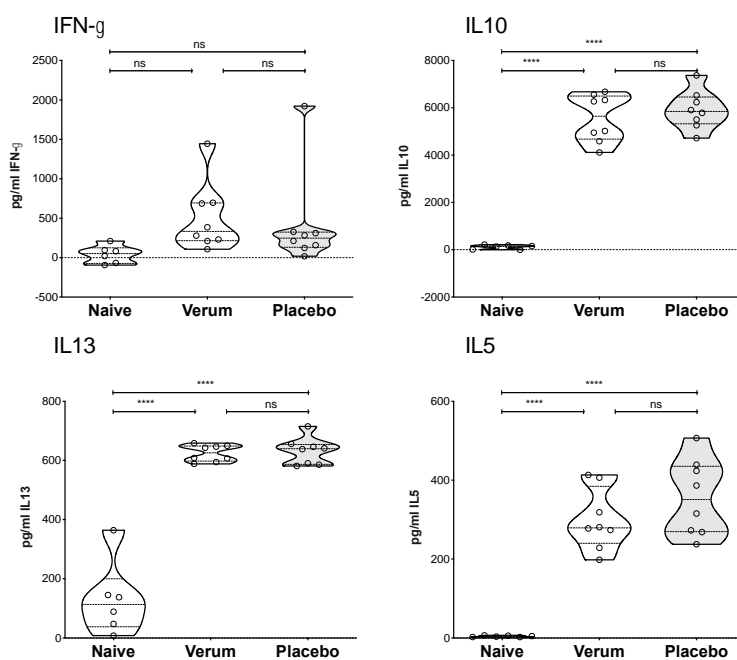 IFN-g
ns
ns
ns
2500
2000
1500
1000
500
0
-500
pg/ml IFN-g
Naive
Verum
Placebo
IL10
****
****
ns
8000
6000
4000
2000
0
-2000
pg/ml IL10
Naive
Verum
Placebo
IL13
****
****
ns
800
600
400
200
0
pg/ml IL13
Naive
Verum
Placebo
IL5
****
****
ns
600
400
200
0
pg/ml IL5
Naive
Verum
Placebo